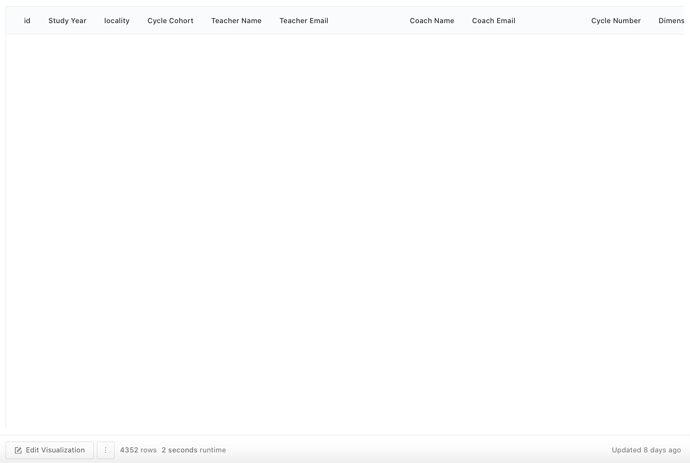 id Study Year locality Cycle Cohort Teacher Name Teacher Email Coach Name Coach Email Cycle Number Dimens
Edit Visualization 4352 rows 2 seconds runtime Updated 8 days ago